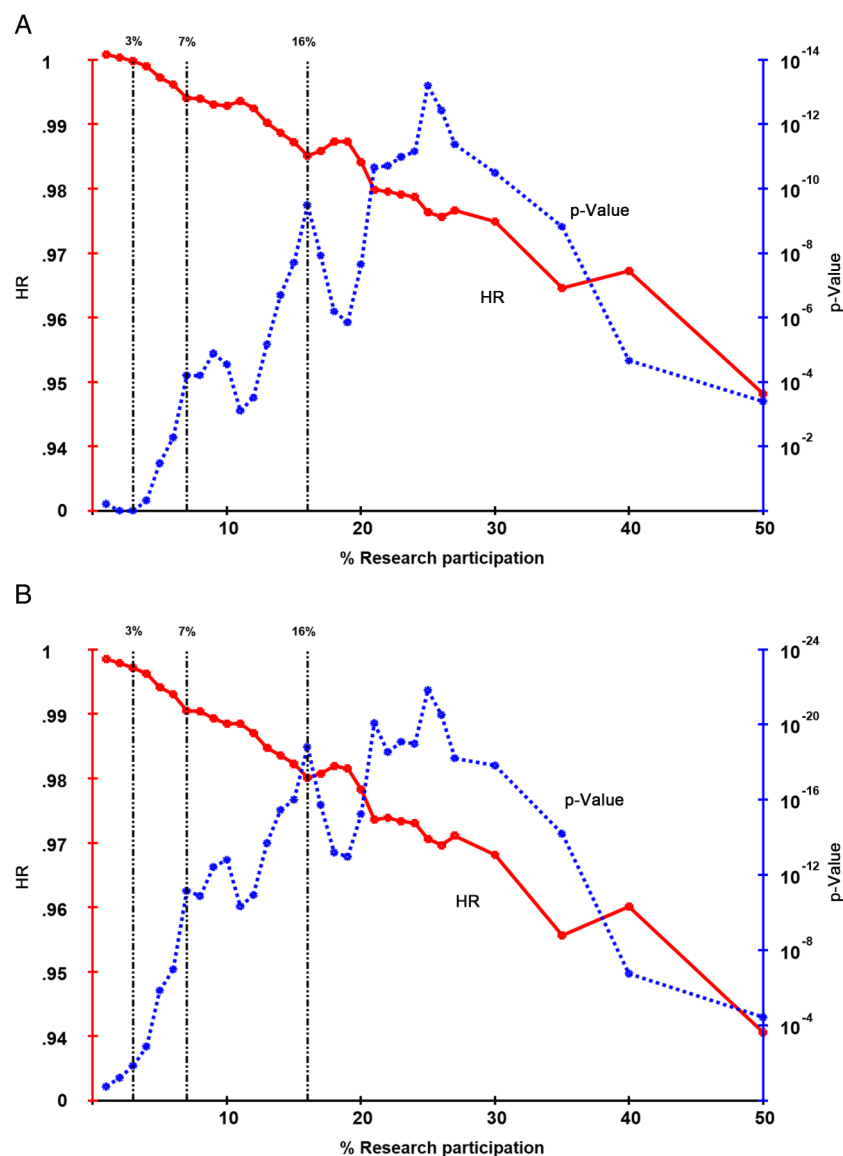 A
3% 7% 16%
1 10-14
.99 10-12
.98 10-10
.97 10-8
.96 10-6
.95 10-4
.94 10-2
0
HR
p-Value
p-Value
HR
10 20 30 40 50
% Research participation
B
3% 7% 16%
1 10-24
.99 10-20
.98 10-16
.97 10-12
.96 10-8
.95 10-4
.94
0
HR
p-Value
p-Value
HR
10 20 30 40 50
% Research participation